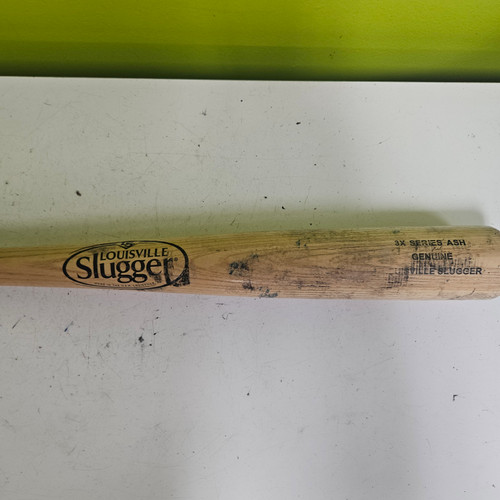 LOUISVILLE
Slugger
3X SERIES ASH
GENUINE
VILLE SLUGGER